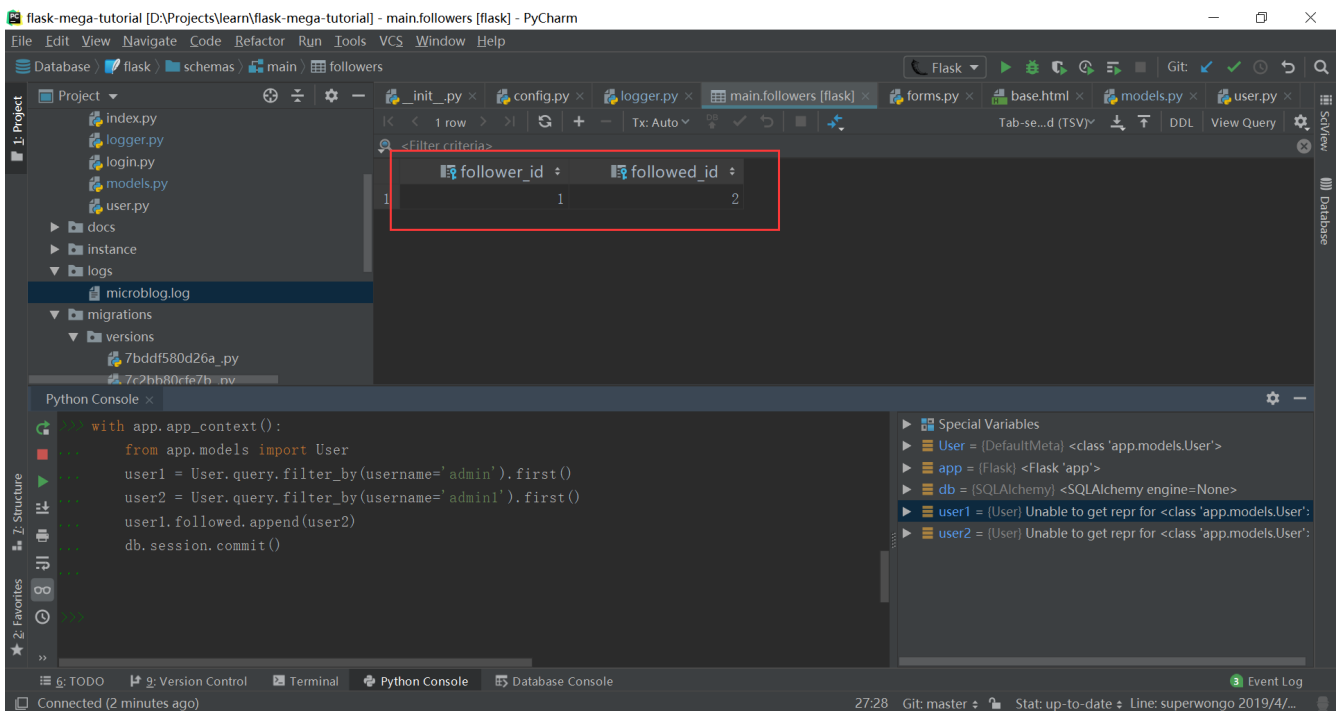 flask-mega-tutorial [D:\Projects\learn\flask-mega-tutorial] - main.followers [flask] - PyCharm
File Edit View Navigate Code Refactor Run Tools VCS Window Help
Database flask schemas main followers Flask Git:
1: Project
Project
index.py
logger.py
login.py
models.py
user.py
docs
instance
logs
microblog.log
migrations
versions
7bddf580d26a_.py
7c2bb80cfe7b_.py
__init__.py config.py logger.py main.followers [flask] forms.py base.html models.py user.py
1 row Tx: Auto DB Tab-se...d (TSV) DDL View Query
<Filter criteria>
follower_id followed_id
1 1 2
SciView
Database
Python Console
>>> with app.app_context():
... from app.models import User
... user1 = User.query.filter_by(username='admin').first()
... user2 = User.query.filter_by(username='admin1').first()
... user1.followed.append(user2)
... db.session.commit()
...
>>>
Special Variables
User = {DefaultMeta} <class 'app.models.User'>
app = {Flask} <Flask 'app'>
db = {SQLAlchemy} <SQLAlchemy engine=None>
user1 = {User} Unable to get repr for <class 'app.models.User':
user2 = {User} Unable to get repr for <class 'app.models.User':
7: Structure
2: Favorites
6: TODO 9: Version Control Terminal Python Console Database Console 3 Event Log
Connected (2 minutes ago) 27:28 Git: master Stat: up-to-date Line: superwongo 2019/4/...